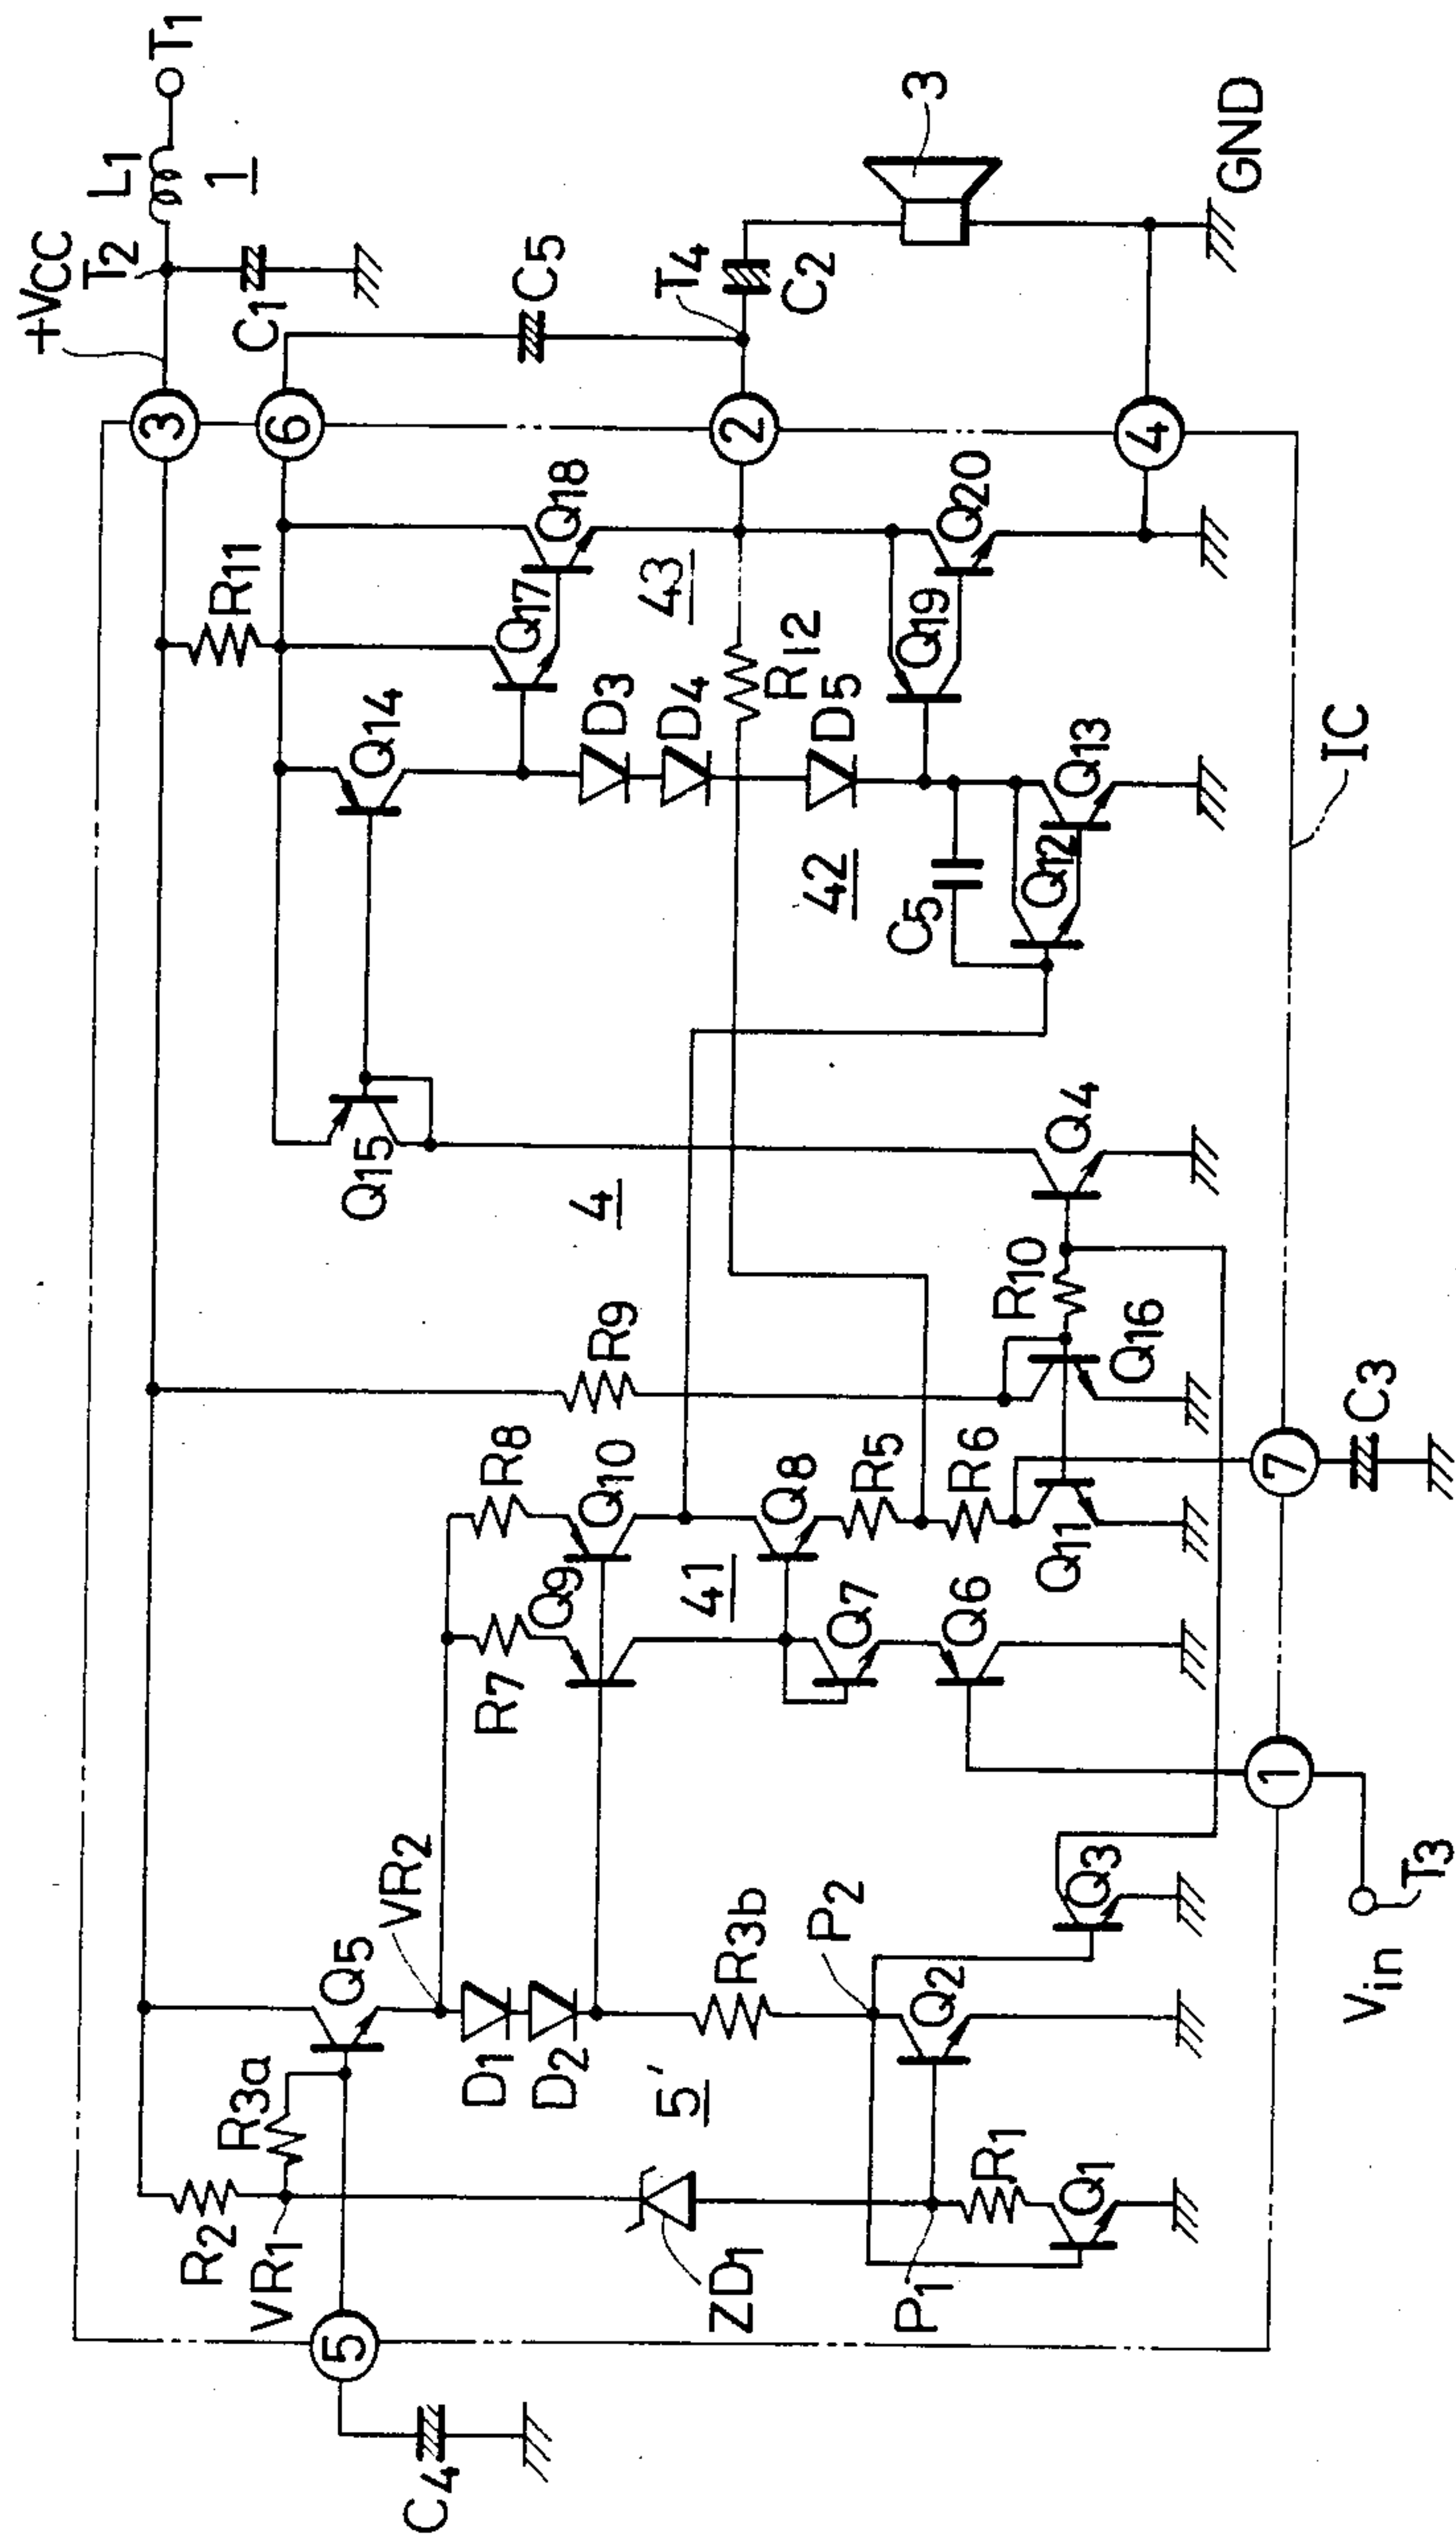 +VCC
T2
L1
T1
1
C1
3
6
R11
C5
T4
C2
3
GND
2
4
Q14
Q17
Q18
43
D3
D4
R12
D5
Q19
Q20
42
C5
Q12
Q13
Q15
4
Q4
R10
Q16
R9
IC
R8
Q10
Q9
R7
41
Q8
R5
R6
Q7
Q6
Q11
7
C3
1
T3
Vin
VR2
Q5
R3a
D1
D2
5'
R3b
P2
Q2
Q3
R2
VR1
ZD1
P1
R1
Q1
5
C4